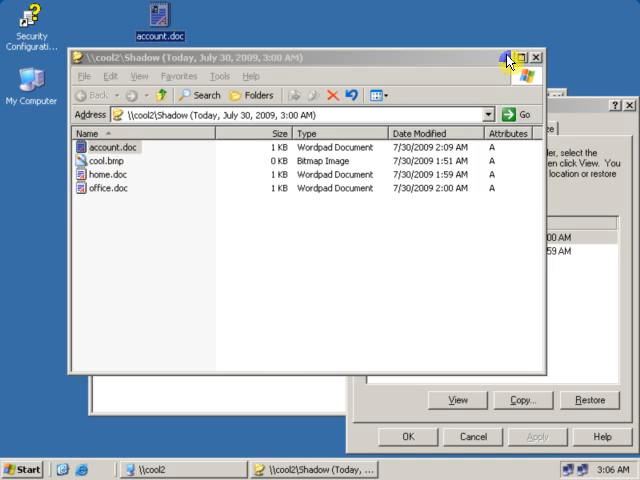 Security
Configurati...
account.doc
My Computer
\\cool2\Shadow (Today, July 30, 2009, 3:00 AM)
File Edit View Favorites Tools Help
Back Search Folders
Address \\cool2\Shadow (Today, July 30, 2009, 3:00 AM) Go
Name Size Type Date Modified Attributes
account.doc 1 KB Wordpad Document 7/30/2009 2:09 AM A
cool.bmp 0 KB Bitmap Image 7/30/2009 1:51 AM A
home.doc 1 KB Wordpad Document 7/30/2009 1:59 AM A
office.doc 1 KB Wordpad Document 7/30/2009 2:00 AM A
der, select the
en click View. You
location or restore
00 AM
59 AM
View Copy... Restore
OK Cancel Apply Help
Start \\cool2 \\cool2\Shadow (Today, ... 3:06 AM